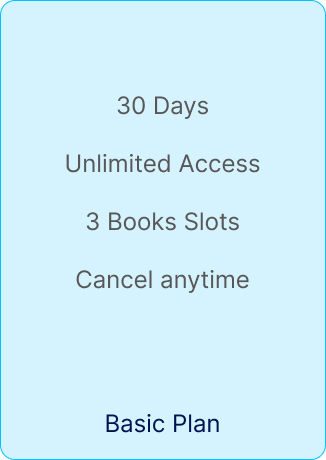 30 Days
Unlimited Access
3 Books Slots
Cancel anytime
Basic Plan